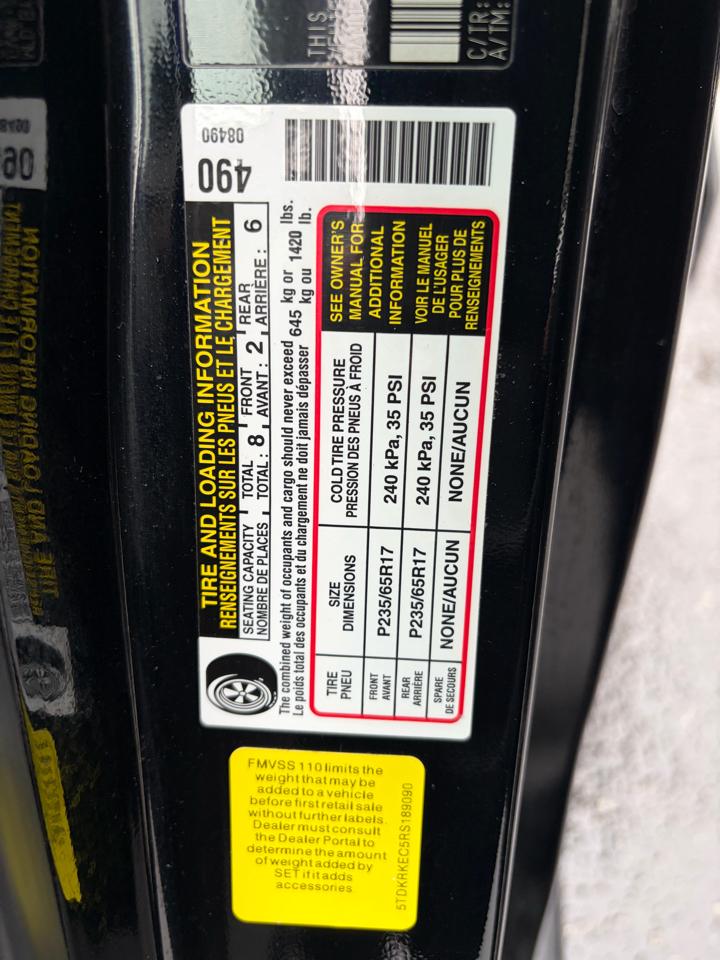 THIS
C/TR:
A/TM:
490
08490
TIRE AND LOADING INFORMATION
RENSEIGNEMENTS SUR LES PNEUS ET LE CHARGEMENT
SEATING CAPACITY TOTAL 8 FRONT 2 REAR 6
NOMBRE DE PLACES TOTAL : AVANT : ARRIÈRE :
The combined weight of occupants and cargo should never exceed 645 kg or 1420 lbs.
Le poids total des occupants et du chargement ne doit jamais dépasser kg ou lb.
TIRE
PNEU
SIZE
DIMENSIONS
COLD TIRE PRESSURE
PRESSION DES PNEUS À FROID
FRONT
AVANT
P235/65R17
240 kPa, 35 PSI
REAR
ARRIÈRE
P235/65R17
240 kPa, 35 PSI
SPARE
DE SECOURS
NONE/AUCUN
NONE/AUCUN
SEE OWNER'S
MANUAL FOR
ADDITIONAL
INFORMATION
VOIR LE MANUEL
DE L'USAGER
POUR PLUS DE
RENSEIGNEMENTS
FMVSS 110 limits the
weight that may be
added to a vehicle
before first retail sale
without further labels.
Dealer must consult
the Dealer Portal to
determine the amount
of weight added by
SET if it adds
accessories
5TDKRKEC5RS189090